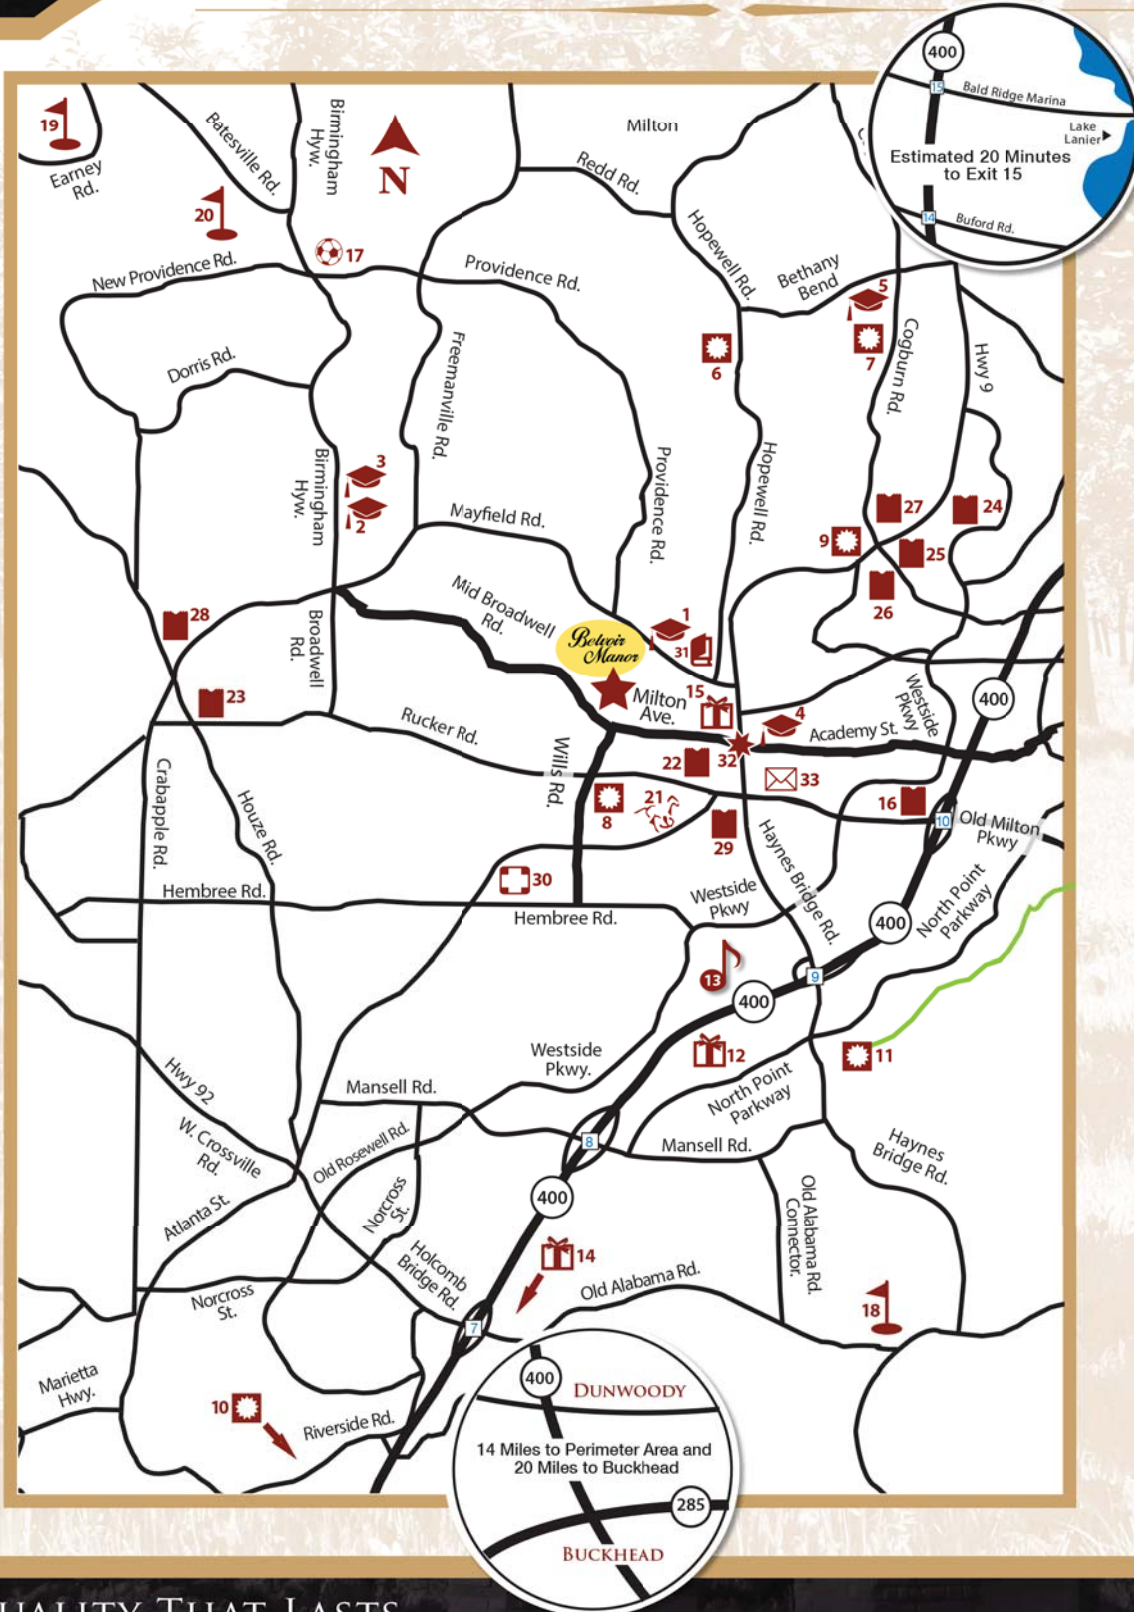 400
15
Bald Ridge Marina
Lake
Lanier
Estimated 20 Minutes
to Exit 15
14
Buford Rd.
19
Earney
Rd.
Batesville Rd.
Birmingham
Hyw.
N
Milton
Redd Rd.
20
17
New Providence Rd.
Providence Rd.
Hopewell Rd.
Bethany
Bend
5
7
6
Cogburn Rd.
Hwy 9
Dorris Rd.
Freemanville Rd.
Birmingham
Hyw.
3
2
Mayfield Rd.
Providence Rd.
Hopewell Rd.
27
24
9
25
26
Mid Broadwell
Rd.
28
Broadwell
Rd.
Belvoir
Manor
1
31
23
Milton
Ave.
15
4
Academy St.
Westside
Pkwy
400
Rucker Rd.
Wills Rd.
22
32
33
8
21
16
29
10
Old Milton
Pkwy
Crabapple Rd.
Houze Rd.
Haynes Bridge Rd.
30
Hembree Rd.
Hembree Rd.
Westside
Pkwy
North Point
Parkway
400
13
9
400
12
11
Westside
Pkwy.
North Point
Parkway
Hwy 92
Mansell Rd.
W. Crossville
Rd.
Old Rosewell Rd.
8
Mansell Rd.
Haynes
Bridge Rd.
Atlanta St.
Norcross
St.
400
Old Alabama Rd.
Connector.
Holcomb
Bridge Rd.
14
Old Alabama Rd.
Norcross
St.
18
7
Marietta
Hwy.
10
Riverside Rd.
400
Dunwoody
14 Miles to Perimeter Area and
20 Miles to Buckhead
285
Buckhead
uality That Lasts